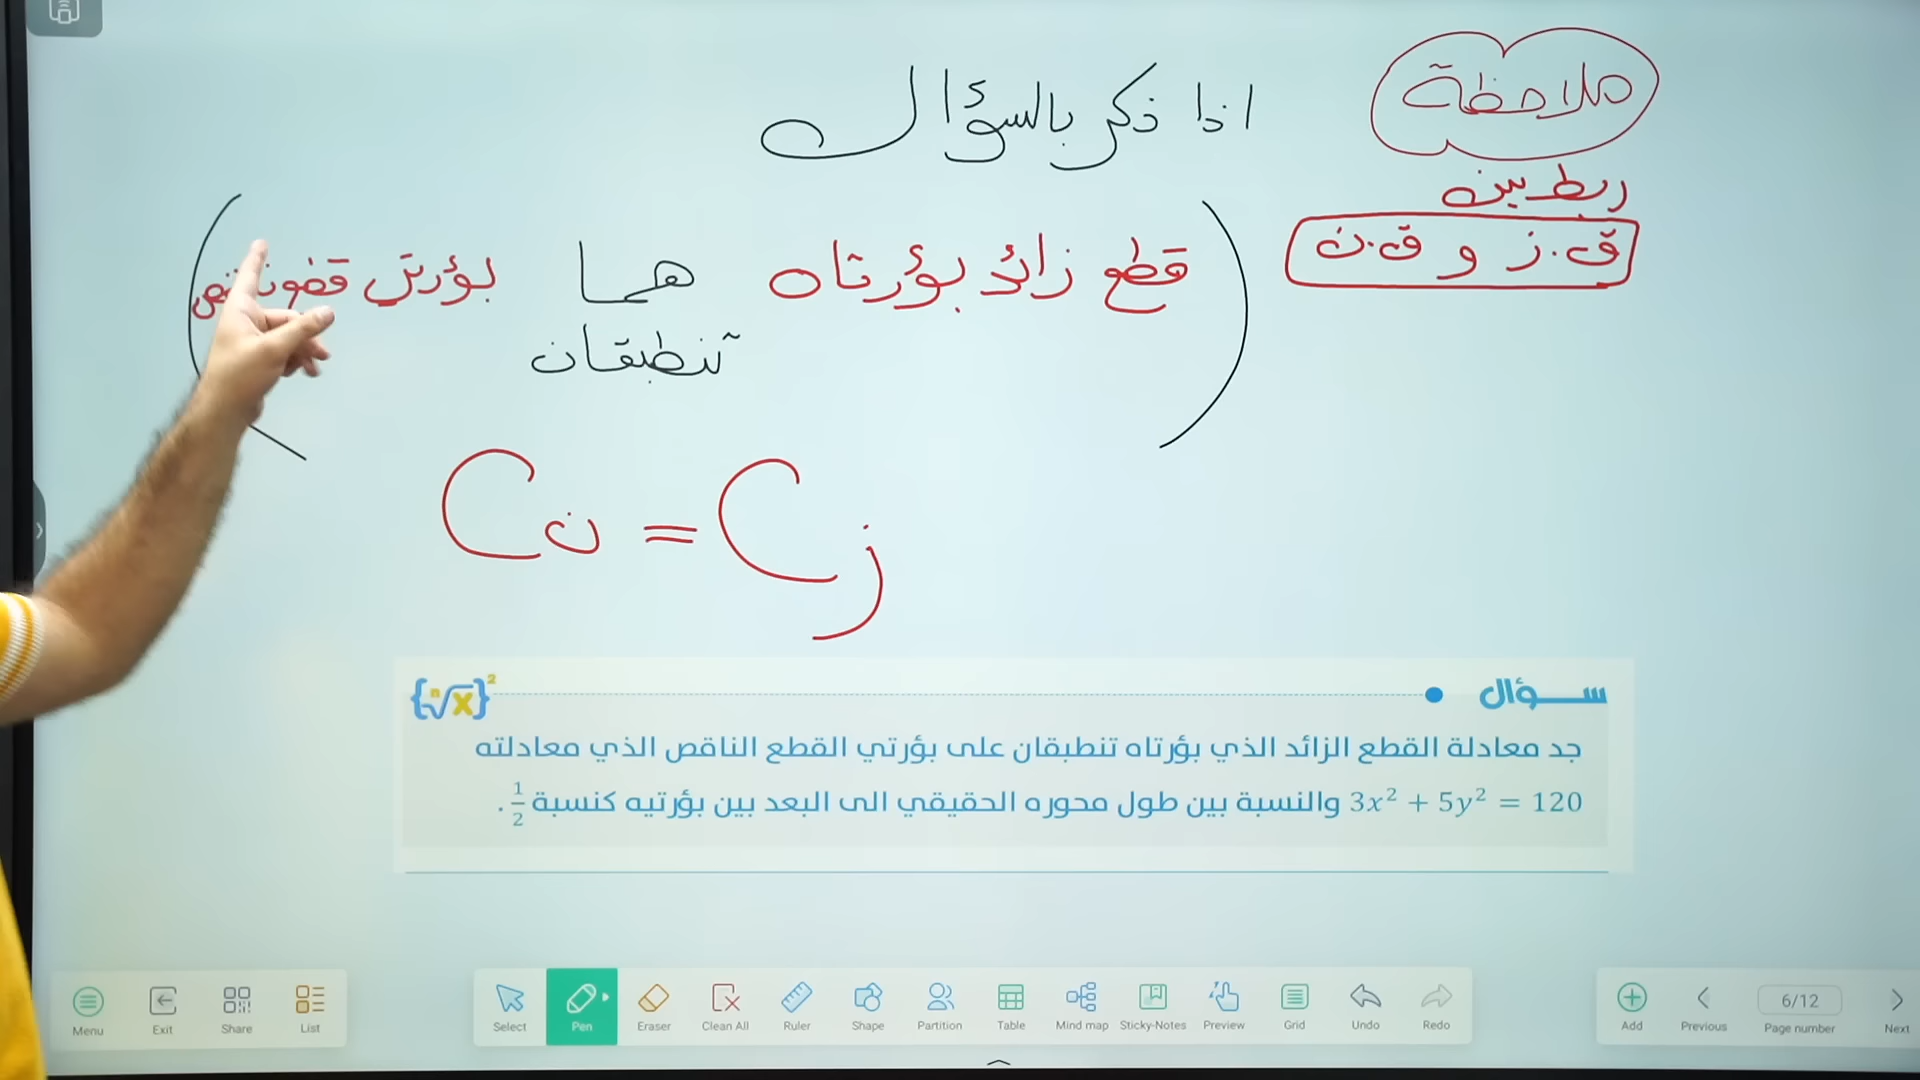 ملاحظة
اذا ذكر بالسؤال
ربط بين
ق.ز و ق.ن
قطع زائد بؤرتاه هما بؤرتي قطع
تنطبقان
Cن = Cز
سؤال
{ⁿ√x}²
جد معادلة القطع الزائد الذي بؤرتاه تنطبقان على بؤرتي القطع الناقص الذي معادلته
3x² + 5y² = 120 والنسبة بين طول محوره الحقيقي الى البعد بين بؤرتيه كنسبة 1/2 .
Menu Exit Share List Select Pen Eraser Clean All Ruler Shape Partition Table Mind map Sticky-Notes Preview Grid Undo Redo Add Previous 6/12 Page number Next